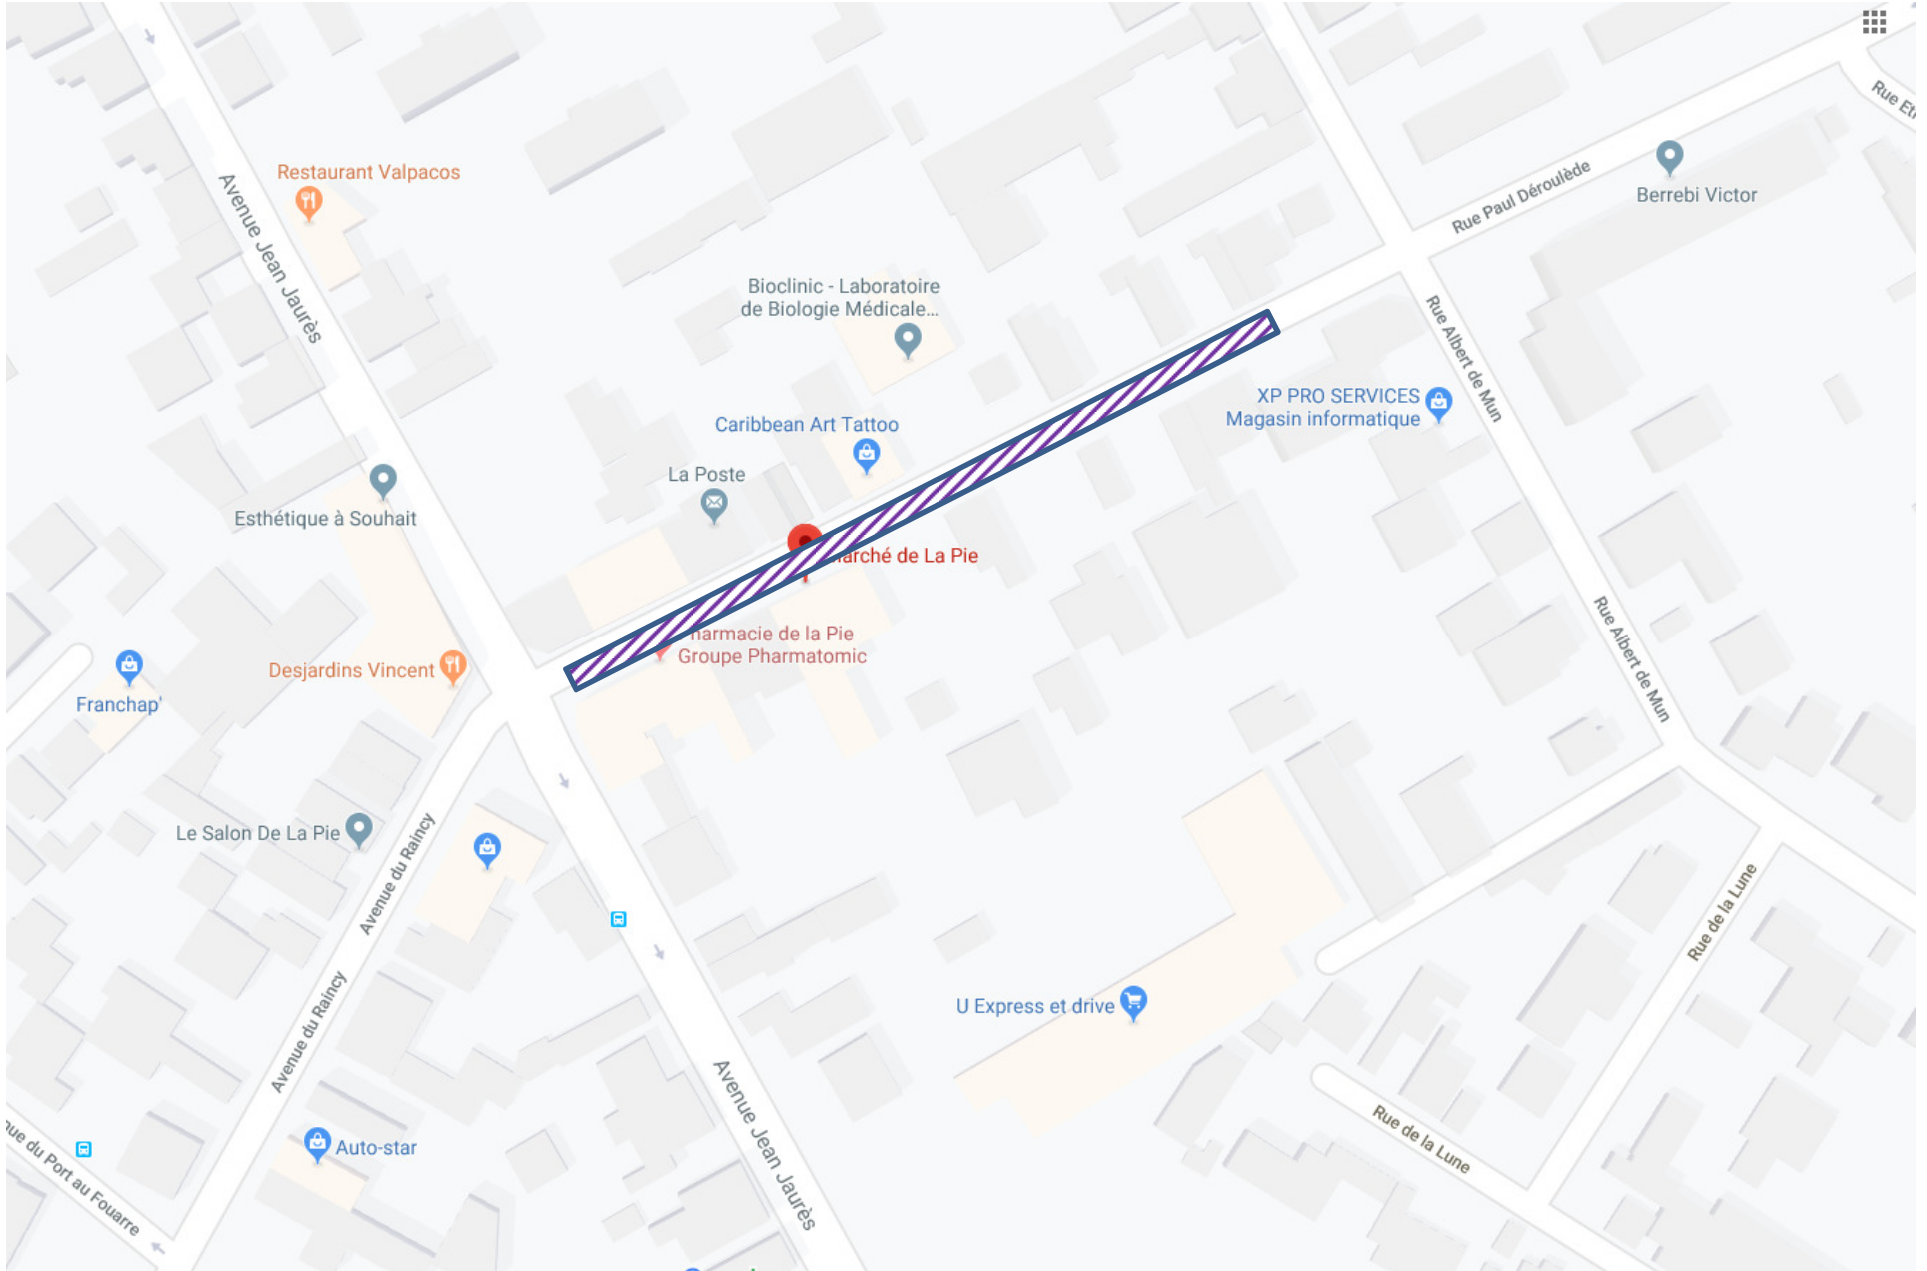 Rue Paul Déroulède
Berrebi Victor
Restaurant Valpacos
Avenue Jean Jaurès
Bioclinic - Laboratoire
de Biologie Médicale...
Rue Albert de Mun
XP PRO SERVICES
Magasin informatique
Caribbean Art Tattoo
La Poste
Esthétique à Souhait
arché de La Pie
harmacie de la Pie
Groupe Pharmatomic
Rue Albert de Mun
Desjardins Vincent
Franchap'
Le Salon De La Pie
Avenue du Raincy
Rue de la Lune
U Express et drive
Avenue du Raincy
Avenue Jean Jaurès
Rue de la Lune
Auto-star
ue du Port au Fouarre